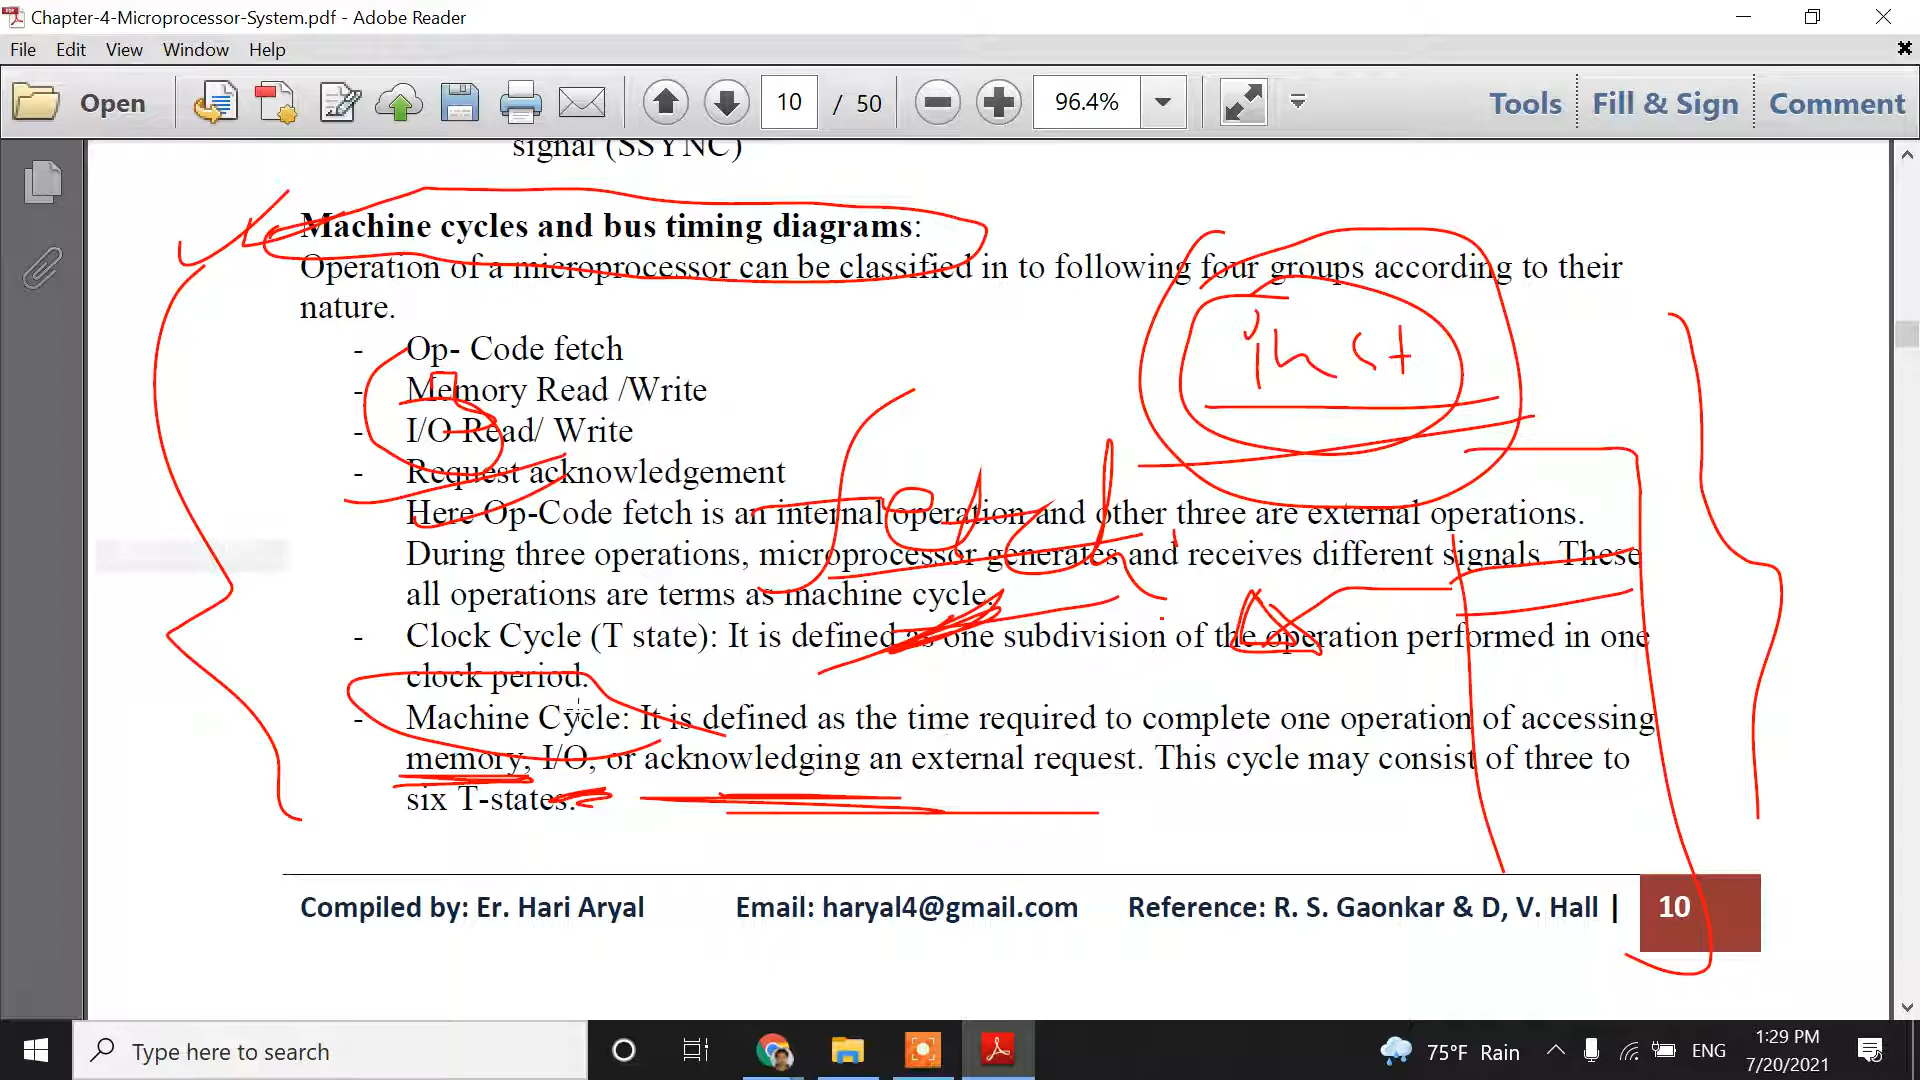 Chapter-4-Microprocessor-System.pdf - Adobe Reader
File Edit View Window Help
Open 10 / 50 96.4% Tools Fill & Sign Comment
signal (SSYNC)
Machine cycles and bus timing diagrams:
Operation of a microprocessor can be classified in to following four groups according to their
nature.
- Op- Code fetch
- Memory Read /Write
- I/O Read/ Write
- Request acknowledgement
Here Op-Code fetch is an internal operation and other three are external operations.
During three operations, microprocessor generates and receives different signals. These
all operations are terms as machine cycle.
- Clock Cycle (T state): It is defined as one subdivision of the operation performed in one
clock period.
- Machine Cycle: It is defined as the time required to complete one operation of accessing
memory, I/O, or acknowledging an external request. This cycle may consist of three to
six T-states.
inst
fetch
Compiled by: Er. Hari Aryal Email: haryal4@gmail.com Reference: R. S. Gaonkar & D, V. Hall | 10
Type here to search 75°F Rain ENG 1:29 PM
7/20/2021